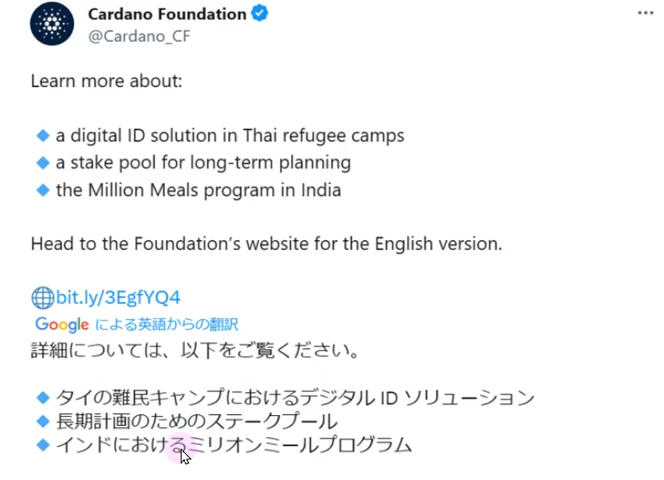 Cardano Foundation
@Cardano_CF
Learn more about:
a digital ID solution in Thai refugee camps
a stake pool for long-term planning
the Million Meals program in India
Head to the Foundation's website for the English version.
bit.ly/3EgfYQ4
Google による英語からの翻訳
詳細については、以下をご覧ください。
タイの難民キャンプにおけるデジタル ID ソリューション
長期計画のためのステークプール
インドにおけるミリオンミールプログラム